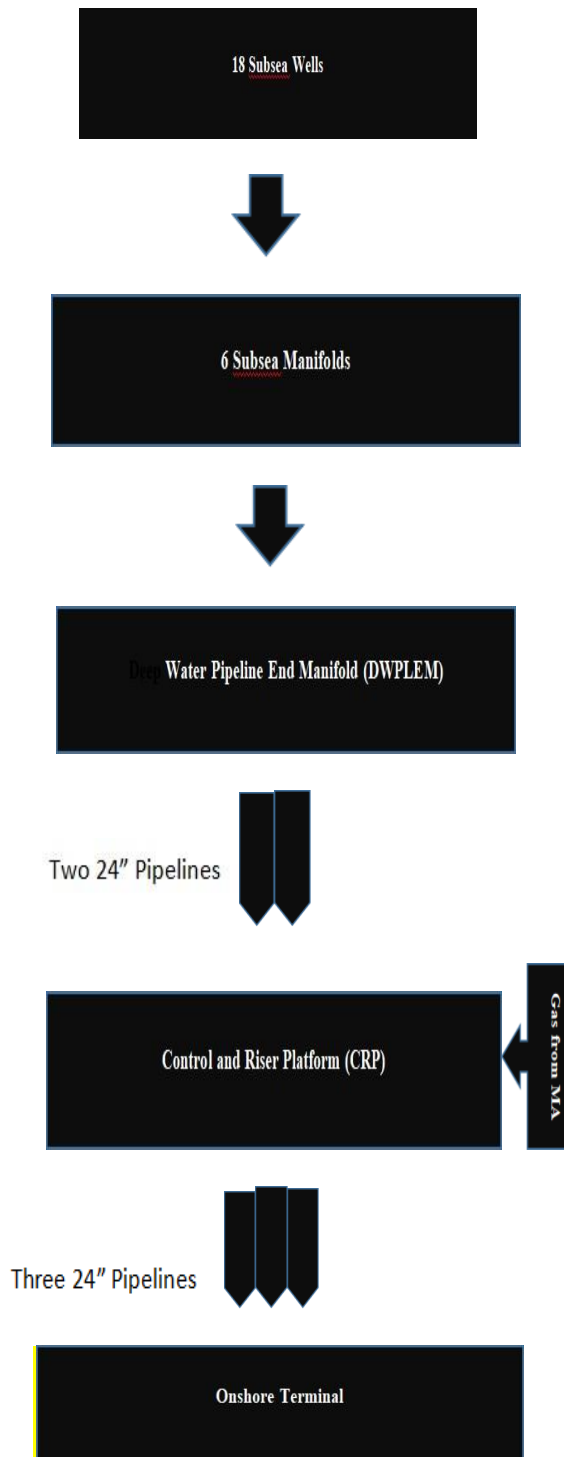 18 Subsea Wells
6 Subsea Manifolds
Deep Water Pipeline End Manifold (DWPLEM)
Two 24” Pipelines
Gas from MA
Control and Riser Platform (CRP)
Three 24” Pipelines
Onshore Terminal